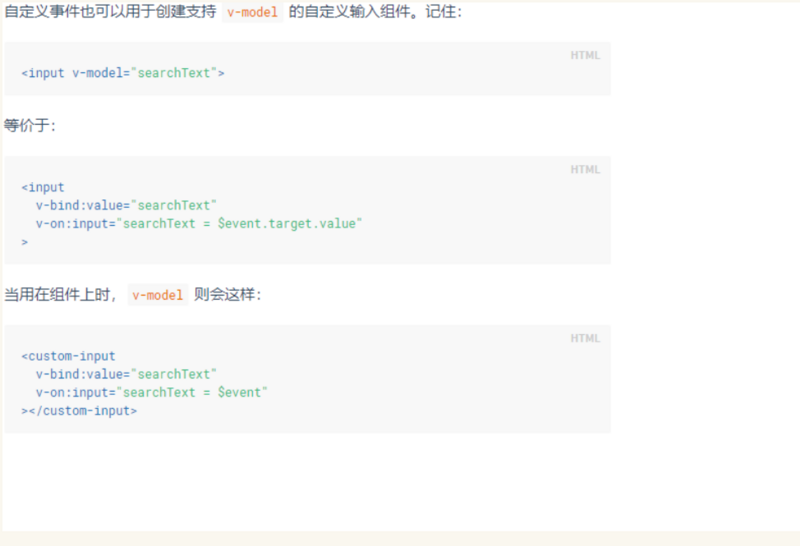 自定义事件也可以用于创建支持 v-model 的自定义输入组件。记住：
HTML
<input v-model="searchText">
等价于：
HTML
<input
  v-bind:value="searchText"
  v-on:input="searchText = $event.target.value"
>
当用在组件上时，v-model 则会这样：
HTML
<custom-input
  v-bind:value="searchText"
  v-on:input="searchText = $event"
></custom-input>